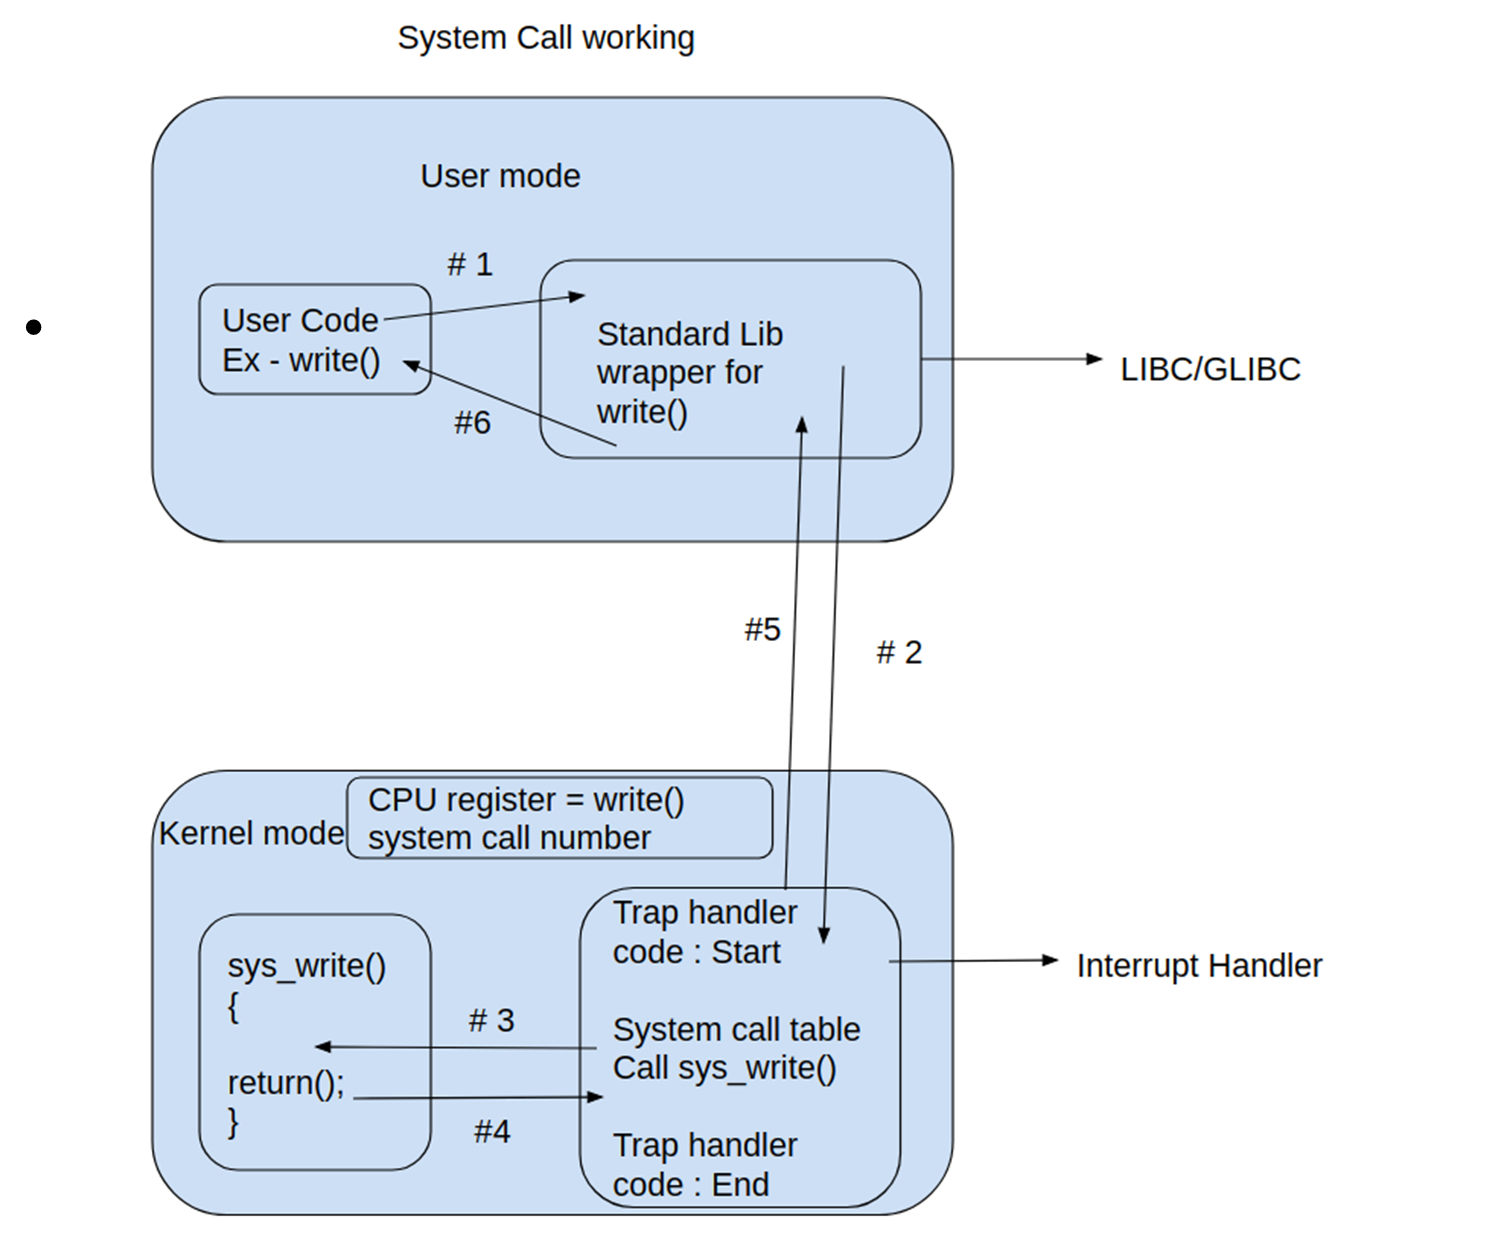 System Call working
User mode
# 1
User Code
Ex - write()
#6
Standard Lib
wrapper for
write()
LIBC/GLIBC
#5
# 2
Kernel mode
CPU register = write()
system call number
sys_write()
{
return();
}
# 3
#4
Trap handler
code : Start
System call table
Call sys_write()
Trap handler
code : End
Interrupt Handler